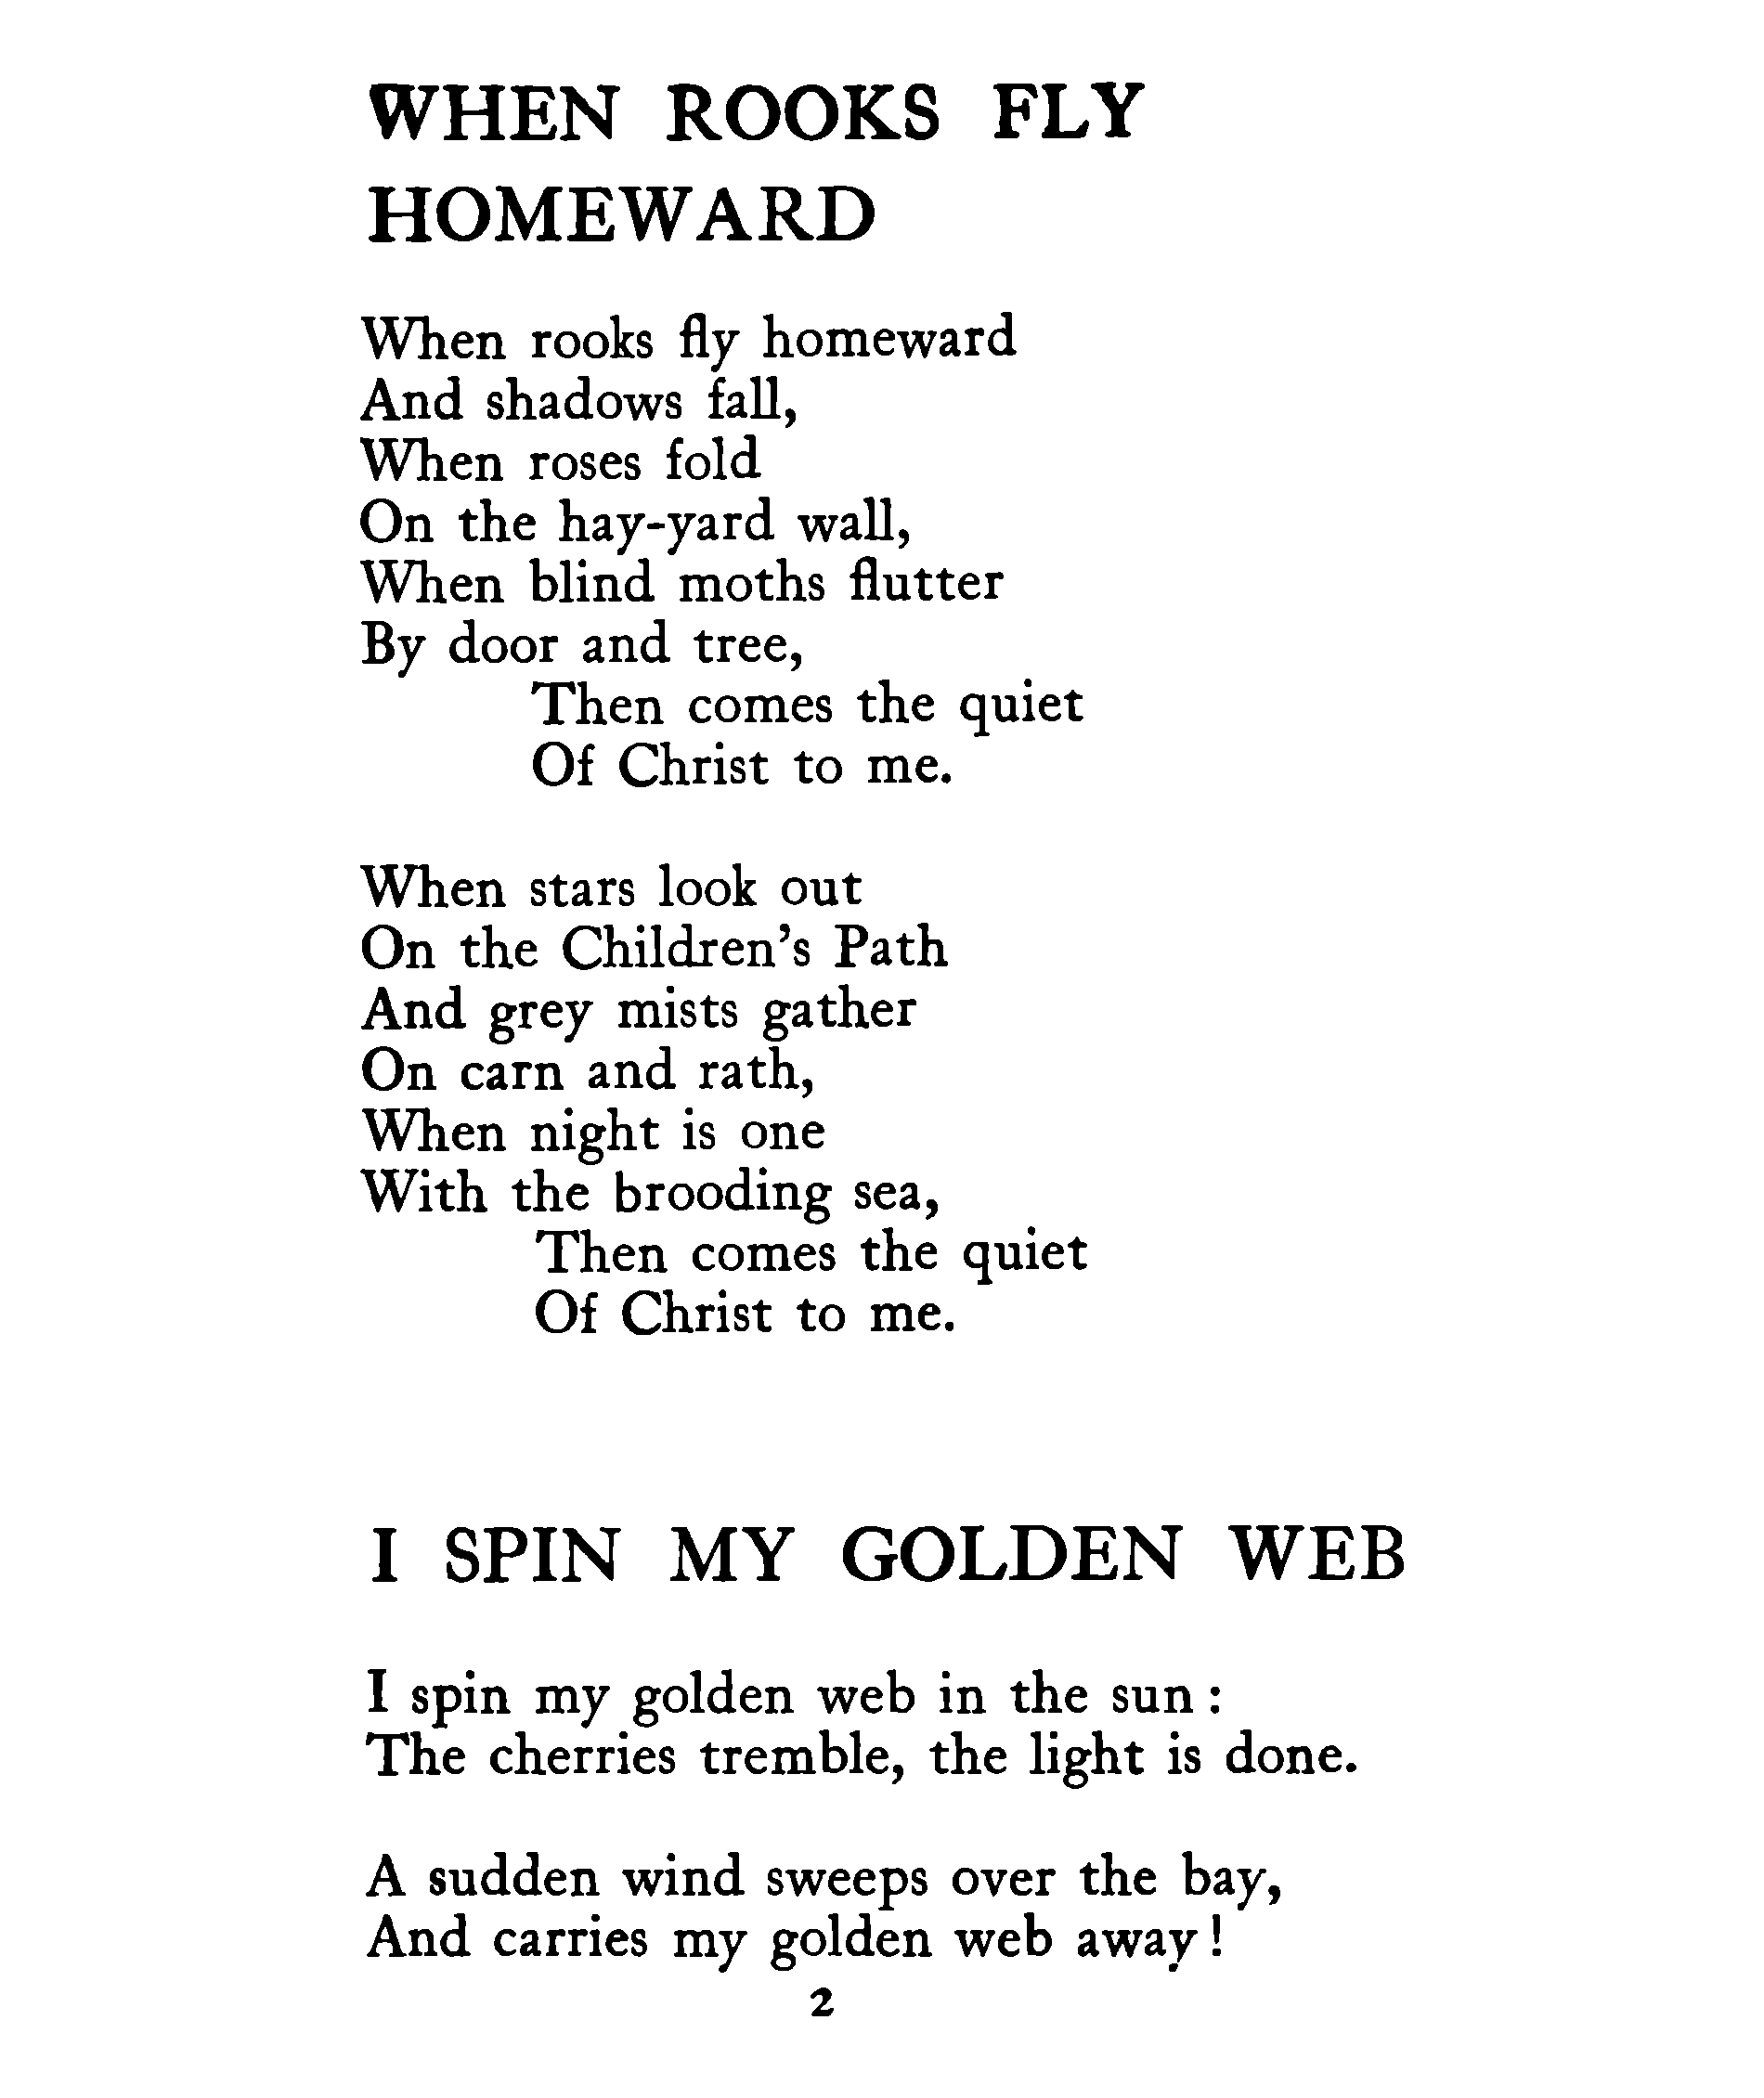 WHEN ROOKS FLY
HOMEWARD
When rooks fly homeward
And shadows fall,
When roses fold
On the hay-yard wall,
When blind moths flutter
By door and tree,
Then comes the quiet
Of Christ to me.
When stars look out
On the Children's Path
And grey mists gather
On carn and rath,
When night is one
With the brooding sea,
Then comes the quiet
Of Christ to me.
I SPIN MY GOLDEN WEB
I spin my golden web in the sun :
The cherries tremble, the light is done.
A sudden wind sweeps over the bay,
And carries my golden web away !
2